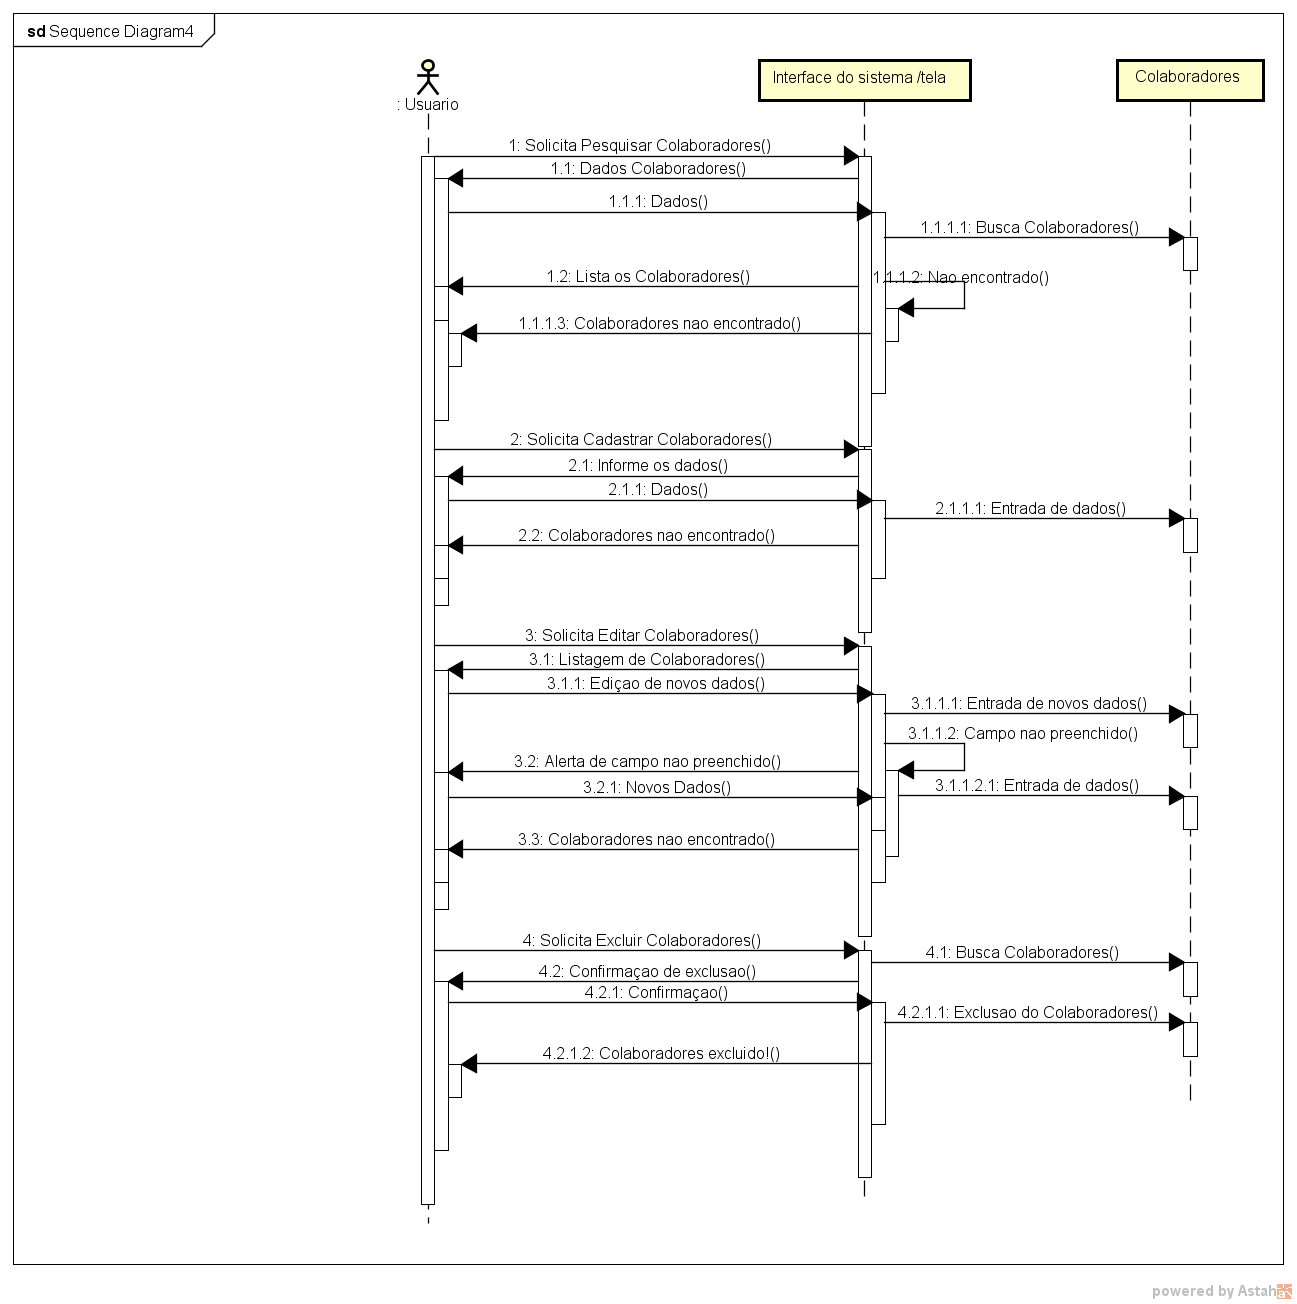 sd Sequence Diagram4
: Usuario
Interface do sistema /tela
Colaboradores
1: Solicita Pesquisar Colaboradores()
1.1: Dados Colaboradores()
1.1.1: Dados()
1.1.1.1: Busca Colaboradores()
1.2: Lista os Colaboradores()
1.1.1.2: Nao encontrado()
1.1.1.3: Colaboradores nao encontrado()
2: Solicita Cadastrar Colaboradores()
2.1: Informe os dados()
2.1.1: Dados()
2.1.1.1: Entrada de dados()
2.2: Colaboradores nao encontrado()
3: Solicita Editar Colaboradores()
3.1: Listagem de Colaboradores()
3.1.1: Ediçao de novos dados()
3.1.1.1: Entrada de novos dados()
3.1.1.2: Campo nao preenchido()
3.2: Alerta de campo nao preenchido()
3.2.1: Novos Dados()
3.1.1.2.1: Entrada de dados()
3.3: Colaboradores nao encontrado()
4: Solicita Excluir Colaboradores()
4.1: Busca Colaboradores()
4.2: Confirmaçao de exclusao()
4.2.1: Confirmaçao()
4.2.1.1: Exclusao do Colaboradores()
4.2.1.2: Colaboradores excluido!()
powered by Astah